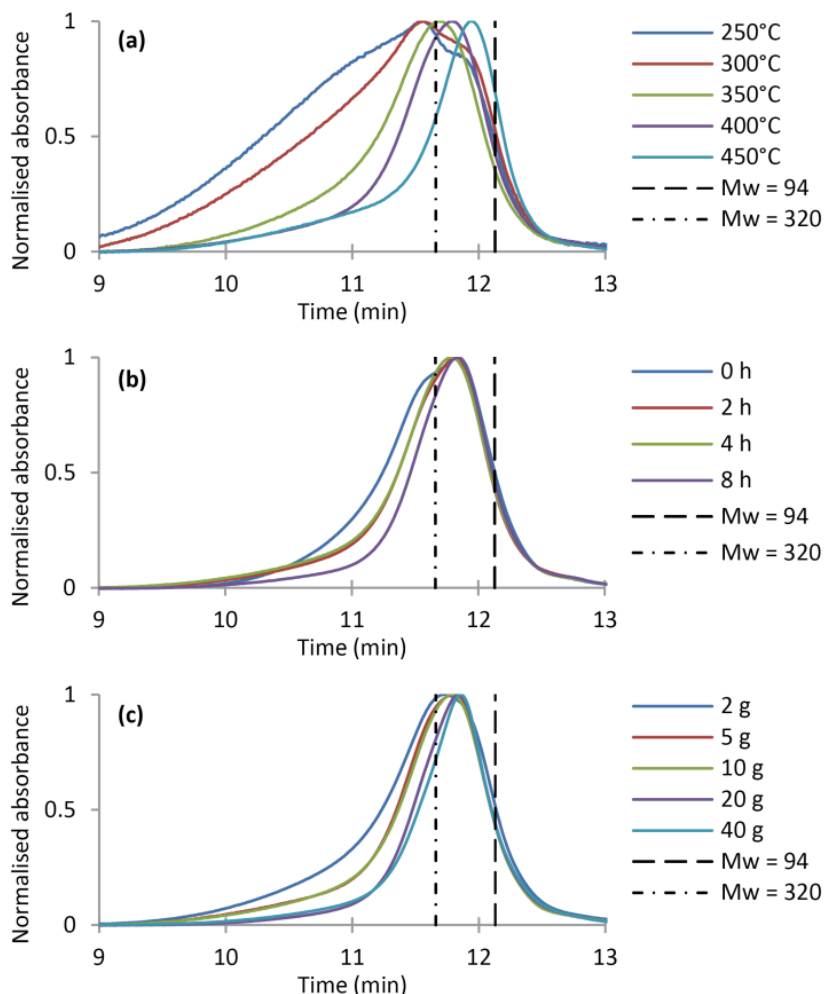 (a)
Normalised absorbance
1
0.5
0
9 10 11 12 13
Time (min)
250°C
300°C
350°C
400°C
450°C
Mw = 94
Mw = 320
(b)
Normalised absorbance
1
0.5
0
9 10 11 12 13
Time (min)
0 h
2 h
4 h
8 h
Mw = 94
Mw = 320
(c)
Normalised absorbance
1
0.5
0
9 10 11 12 13
Time (min)
2 g
5 g
10 g
20 g
40 g
Mw = 94
Mw = 320